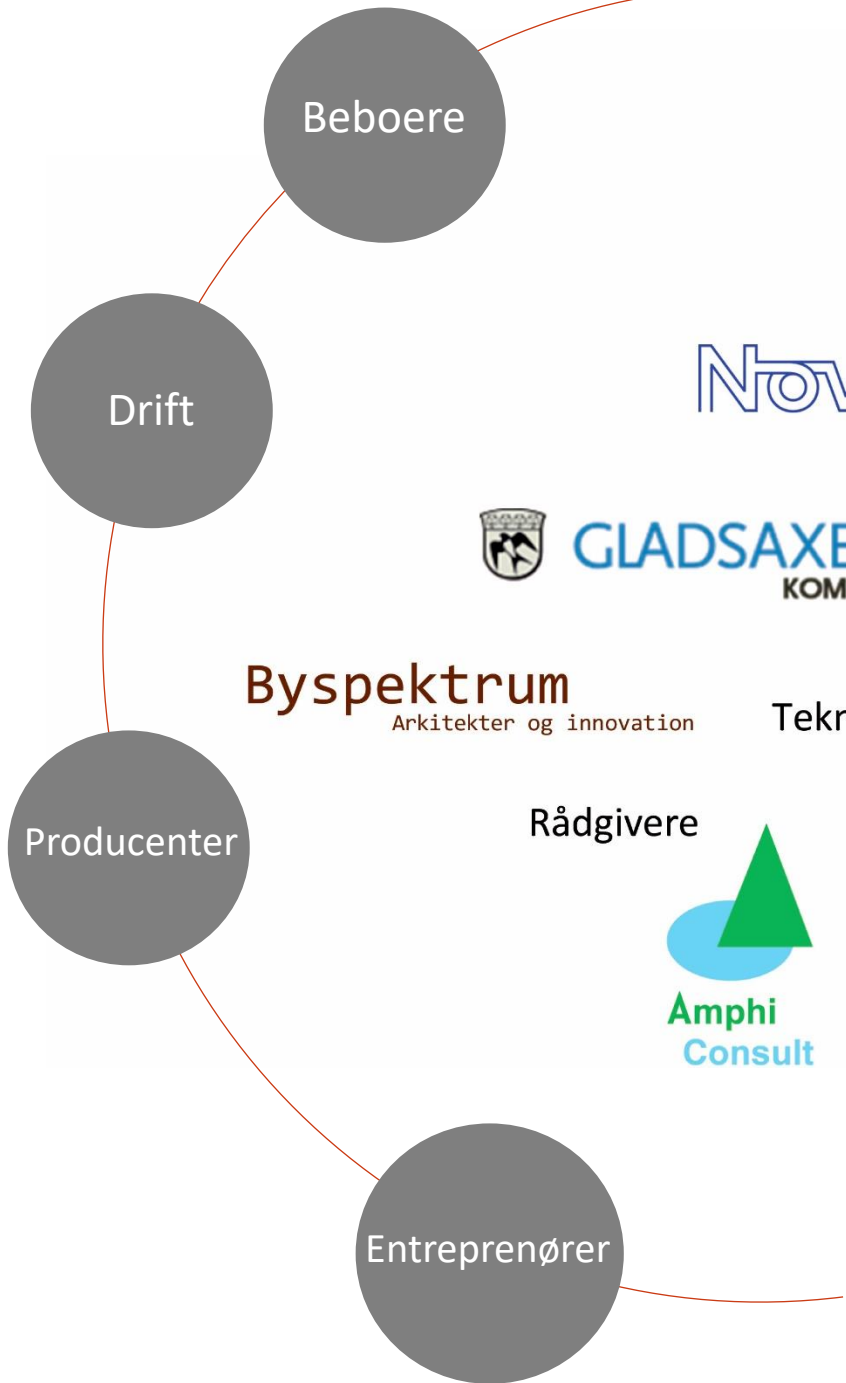 Beboere
Drift
GLADSAXE
Byspektrum
Arkitekter og innovation
Rådgivere
Producenter
Amphi
Consult
Entreprenører